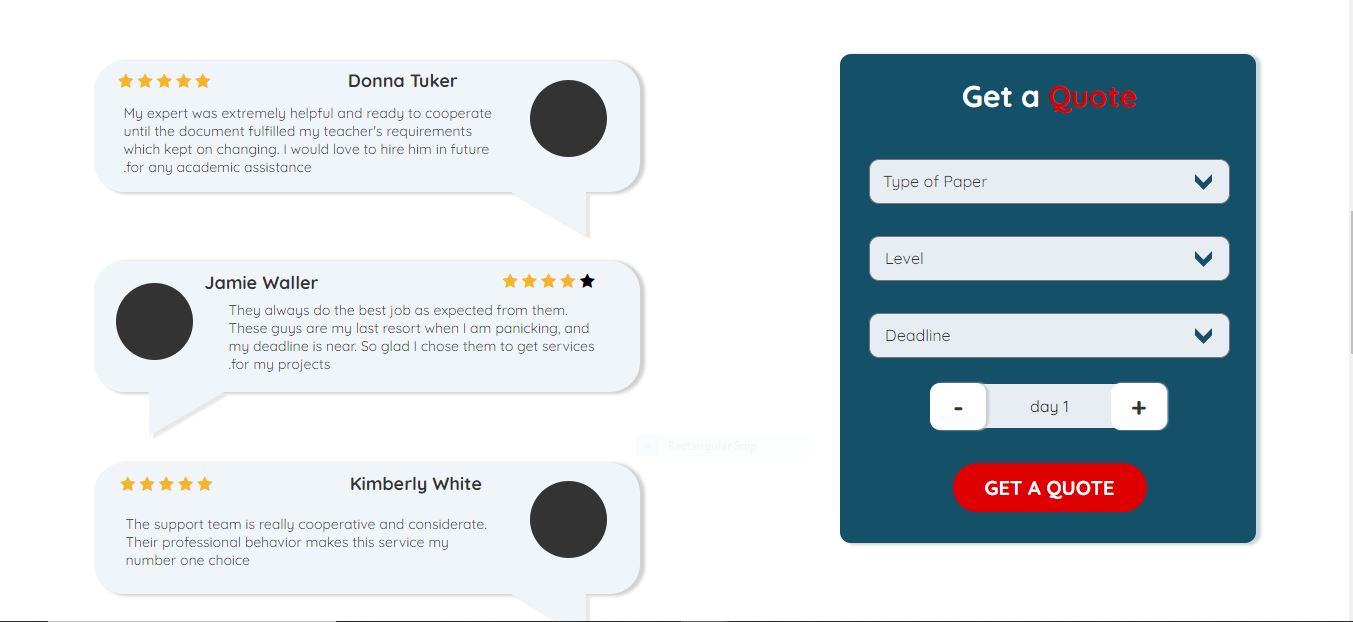 Donna Tuker
My expert was extremely helpful and ready to cooperate
until the document fulfilled my teacher's requirements
which kept on changing. I would love to hire him in future
.for any academic assistance
Jamie Waller
They always do the best job as expected from them.
These guys are my last resort when I am panicking, and
my deadline is near. So glad I chose them to get services
.for my projects
Rectangular Snip
Kimberly White
The support team is really cooperative and considerate.
Their professional behavior makes this service my
number one choice
Get a Quote
Type of Paper
Level
Deadline
- day 1 +
GET A QUOTE